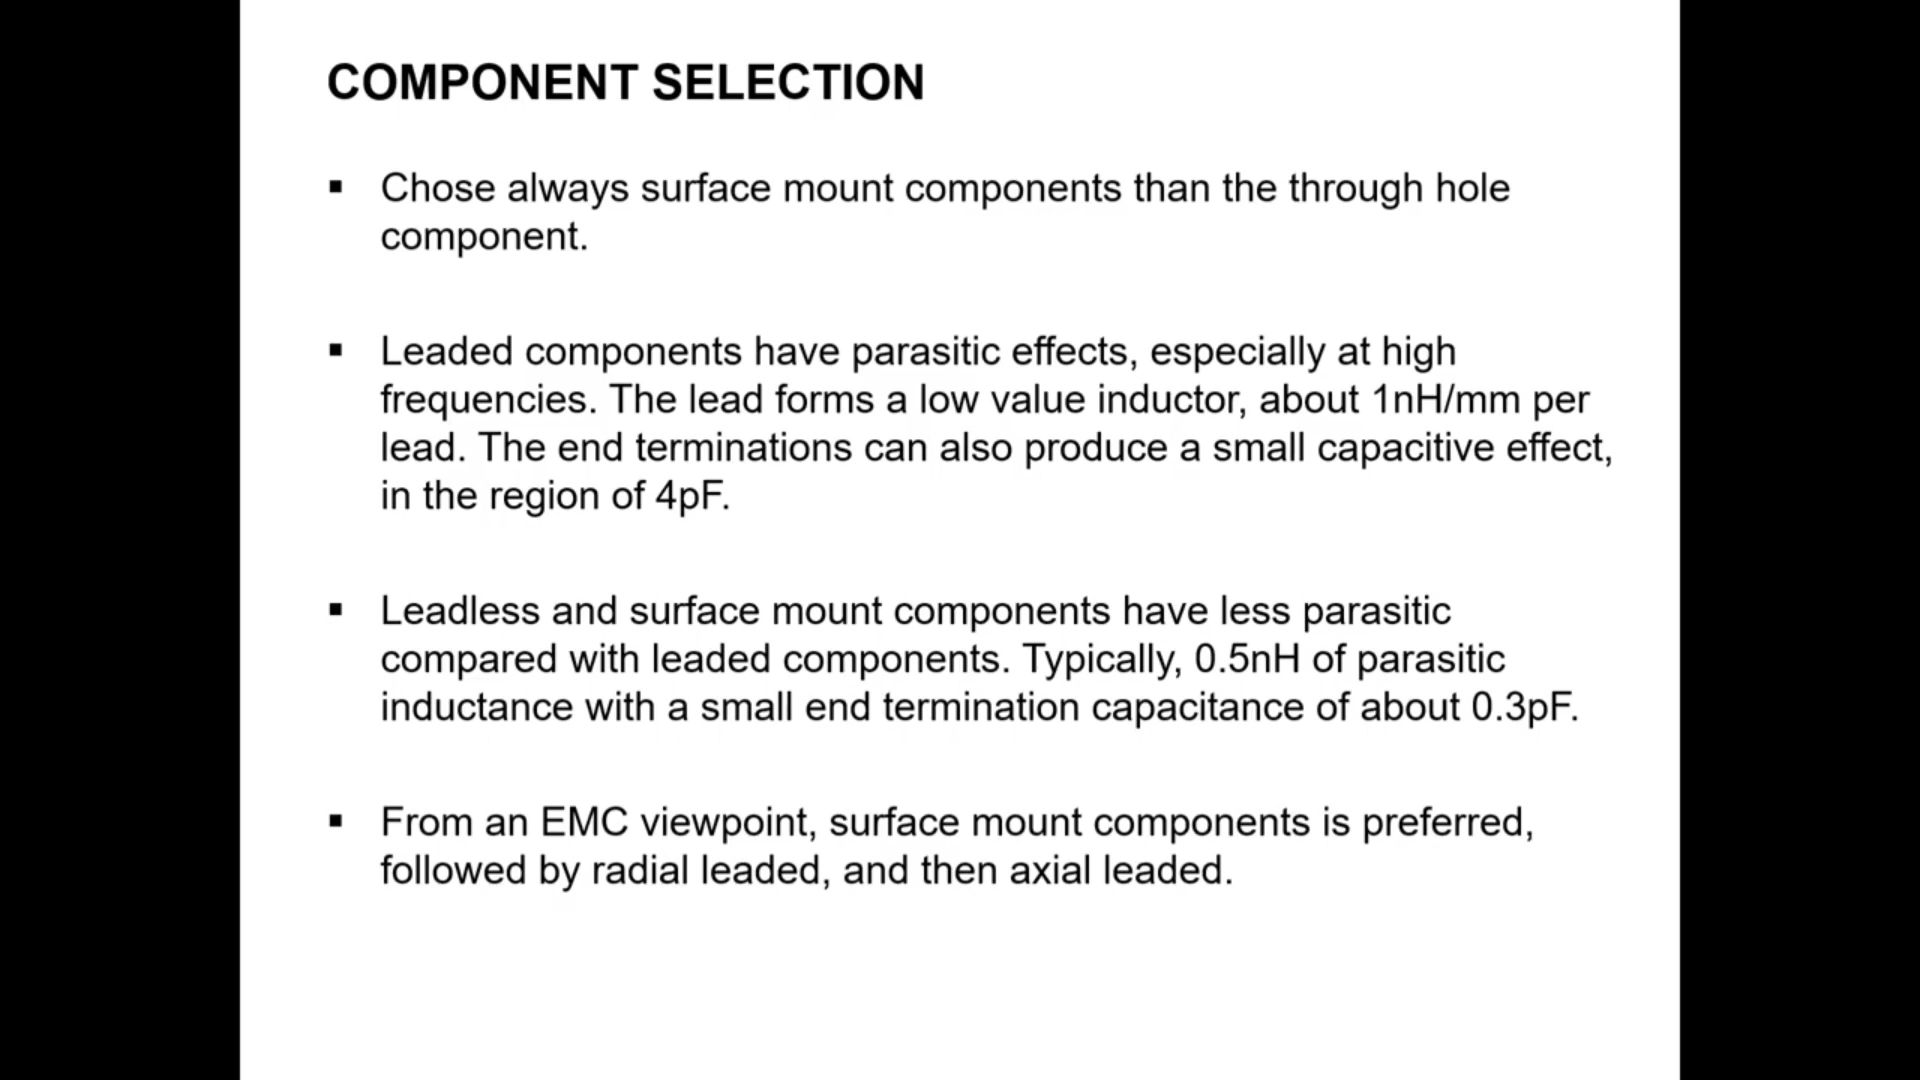 COMPONENT SELECTION
▪ Chose always surface mount components than the through hole
component.
▪ Leaded components have parasitic effects, especially at high
frequencies. The lead forms a low value inductor, about 1nH/mm per
lead. The end terminations can also produce a small capacitive effect,
in the region of 4pF.
▪ Leadless and surface mount components have less parasitic
compared with leaded components. Typically, 0.5nH of parasitic
inductance with a small end termination capacitance of about 0.3pF.
▪ From an EMC viewpoint, surface mount components is preferred,
followed by radial leaded, and then axial leaded.